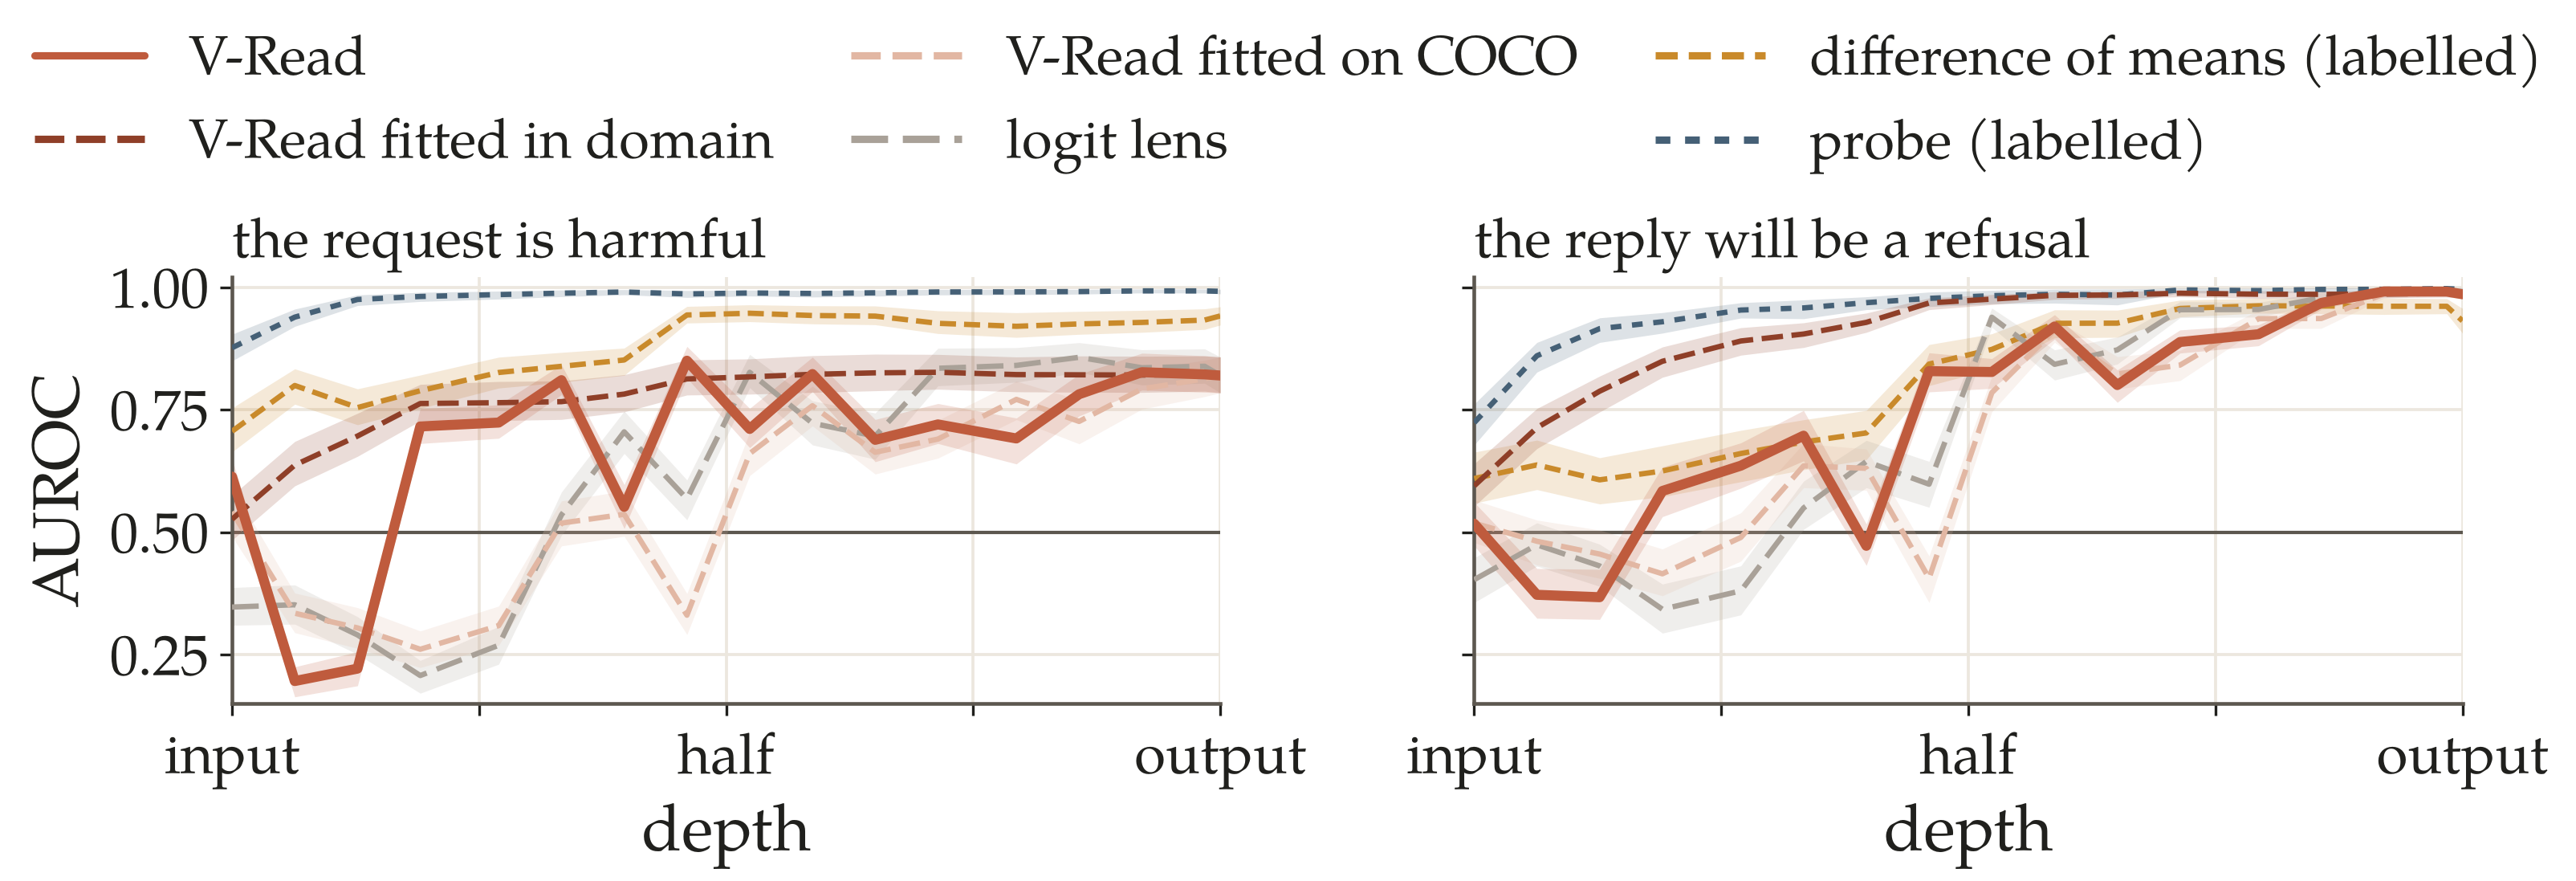 V-Read
V-Read fitted in domain
V-Read fitted on COCO
logit lens
difference of means (labelled)
probe (labelled)
the request is harmful
the reply will be a refusal
AUROC
1.00
0.75
0.50
0.25
input
half
output
depth
input
half
output
depth